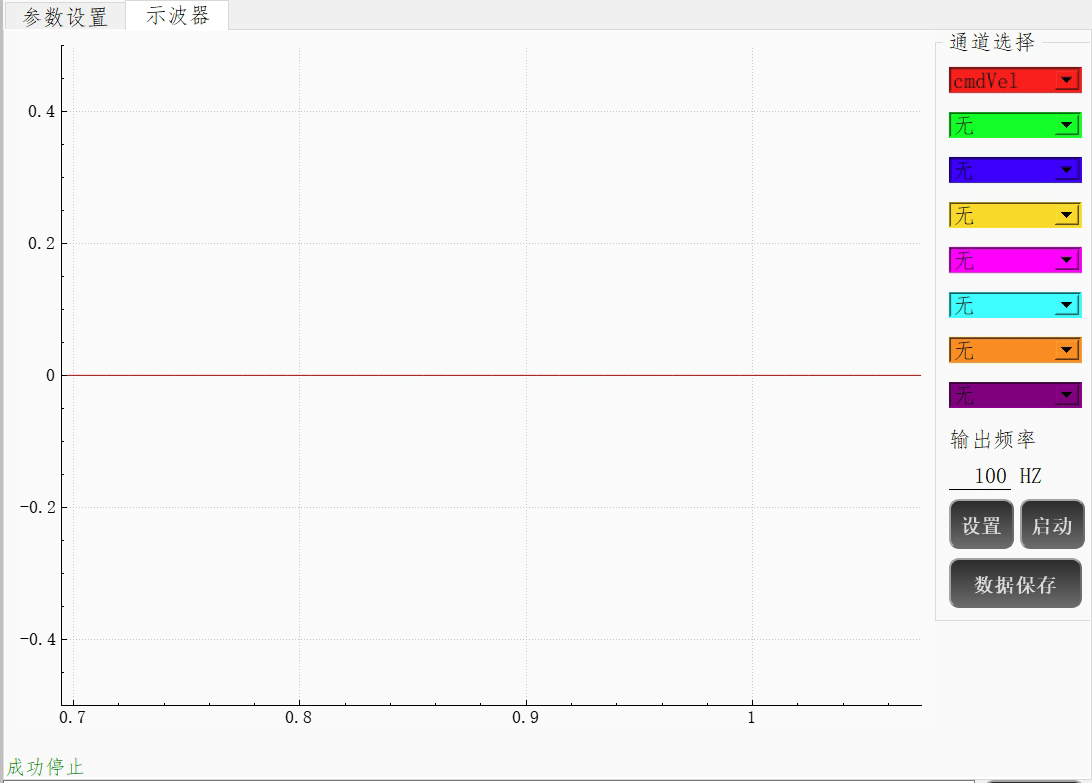 参数设置 示波器
通道选择
cmdVel
无
无
无
无
无
无
无
输出频率
100 HZ
设置 启动
数据保存
0.4
0.2
0
-0.2
-0.4
0.7 0.8 0.9 1
成功停止